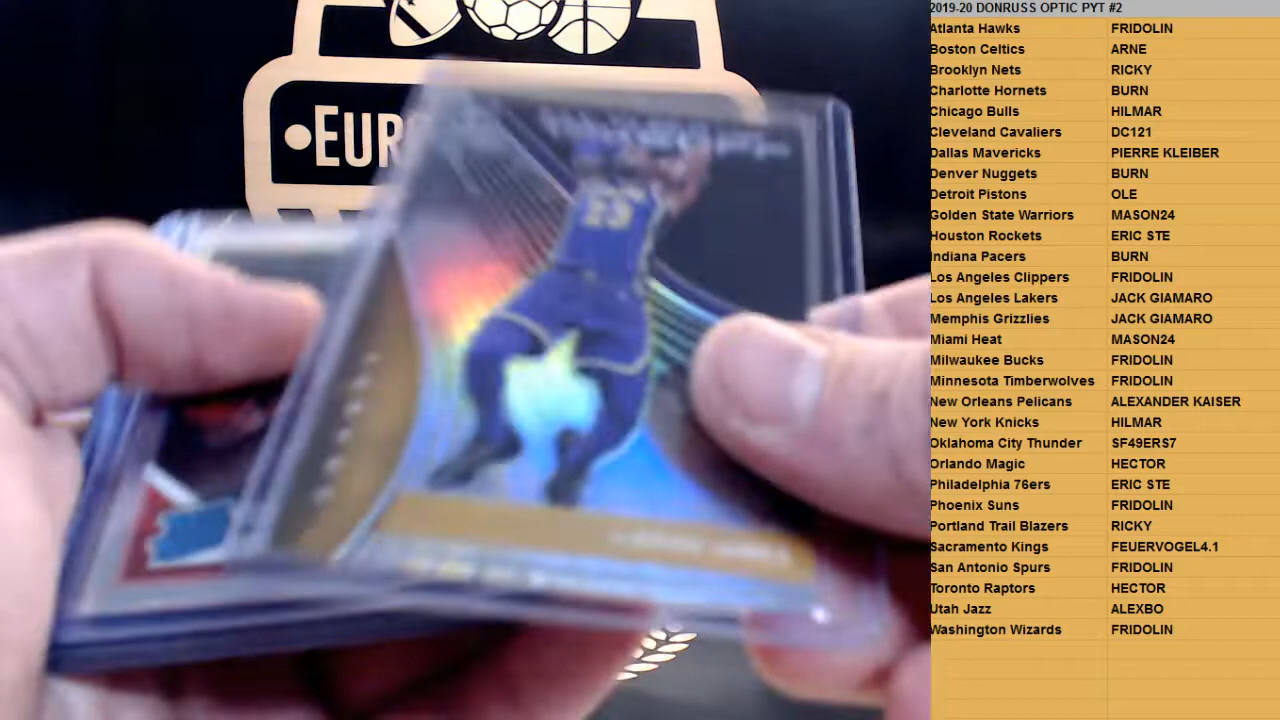 EUR
23
2019-20 DONRUSS OPTIC PYT #2
Atlanta Hawks FRIDOLIN
Boston Celtics ARNE
Brooklyn Nets RICKY
Charlotte Hornets BURN
Chicago Bulls HILMAR
Cleveland Cavaliers DC121
Dallas Mavericks PIERRE KLEIBER
Denver Nuggets BURN
Detroit Pistons OLE
Golden State Warriors MASON24
Houston Rockets ERIC STE
Indiana Pacers BURN
Los Angeles Clippers FRIDOLIN
Los Angeles Lakers JACK GIAMARO
Memphis Grizzlies JACK GIAMARO
Miami Heat MASON24
Milwaukee Bucks FRIDOLIN
Minnesota Timberwolves FRIDOLIN
New Orleans Pelicans ALEXANDER KAISER
New York Knicks HILMAR
Oklahoma City Thunder SF49ERS7
Orlando Magic HECTOR
Philadelphia 76ers ERIC STE
Phoenix Suns FRIDOLIN
Portland Trail Blazers RICKY
Sacramento Kings FEUERVOGEL4.1
San Antonio Spurs FRIDOLIN
Toronto Raptors HECTOR
Utah Jazz ALEXBO
Washington Wizards FRIDOLIN